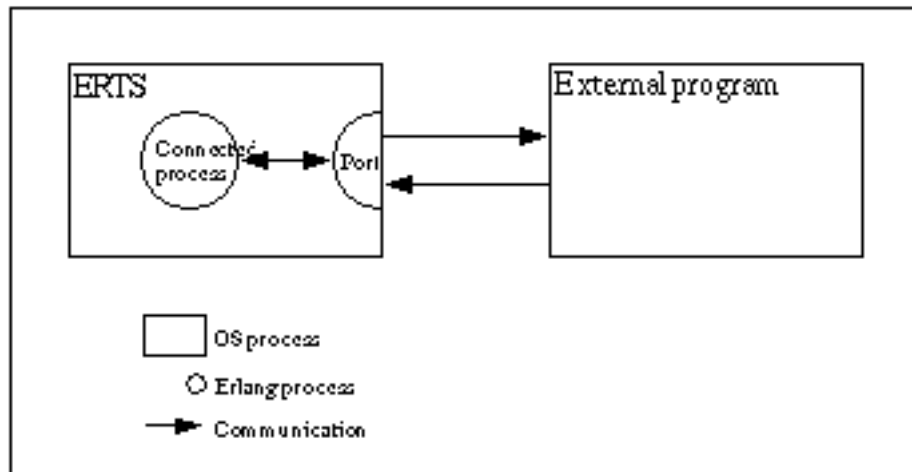 ERTS
External program
Connected
process
Port
OS process
Erlang process
Communication